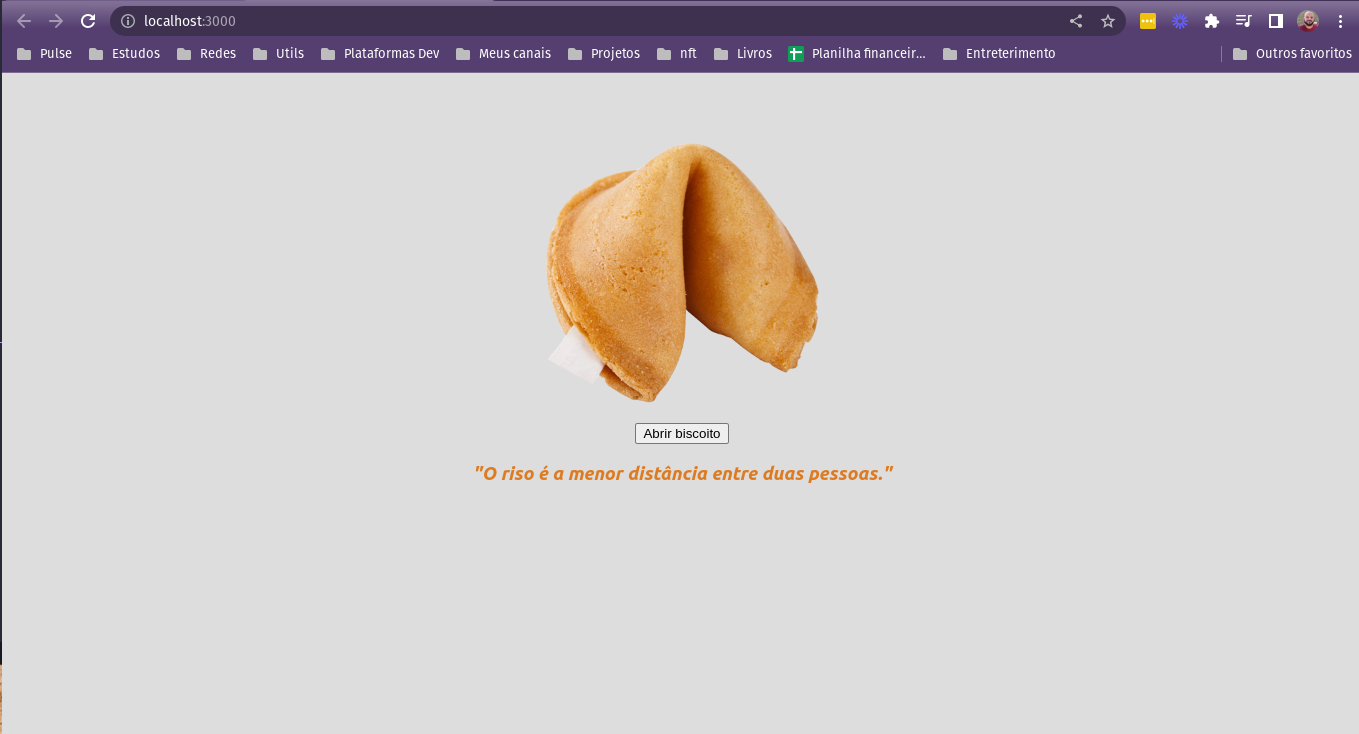 localhost:3000
Pulse Estudos Redes Utils Plataformas Dev Meus canais Projetos nft Livros Planilha financeir... Entreterimento Outros favoritos
Abrir biscoito
"O riso é a menor distância entre duas pessoas."